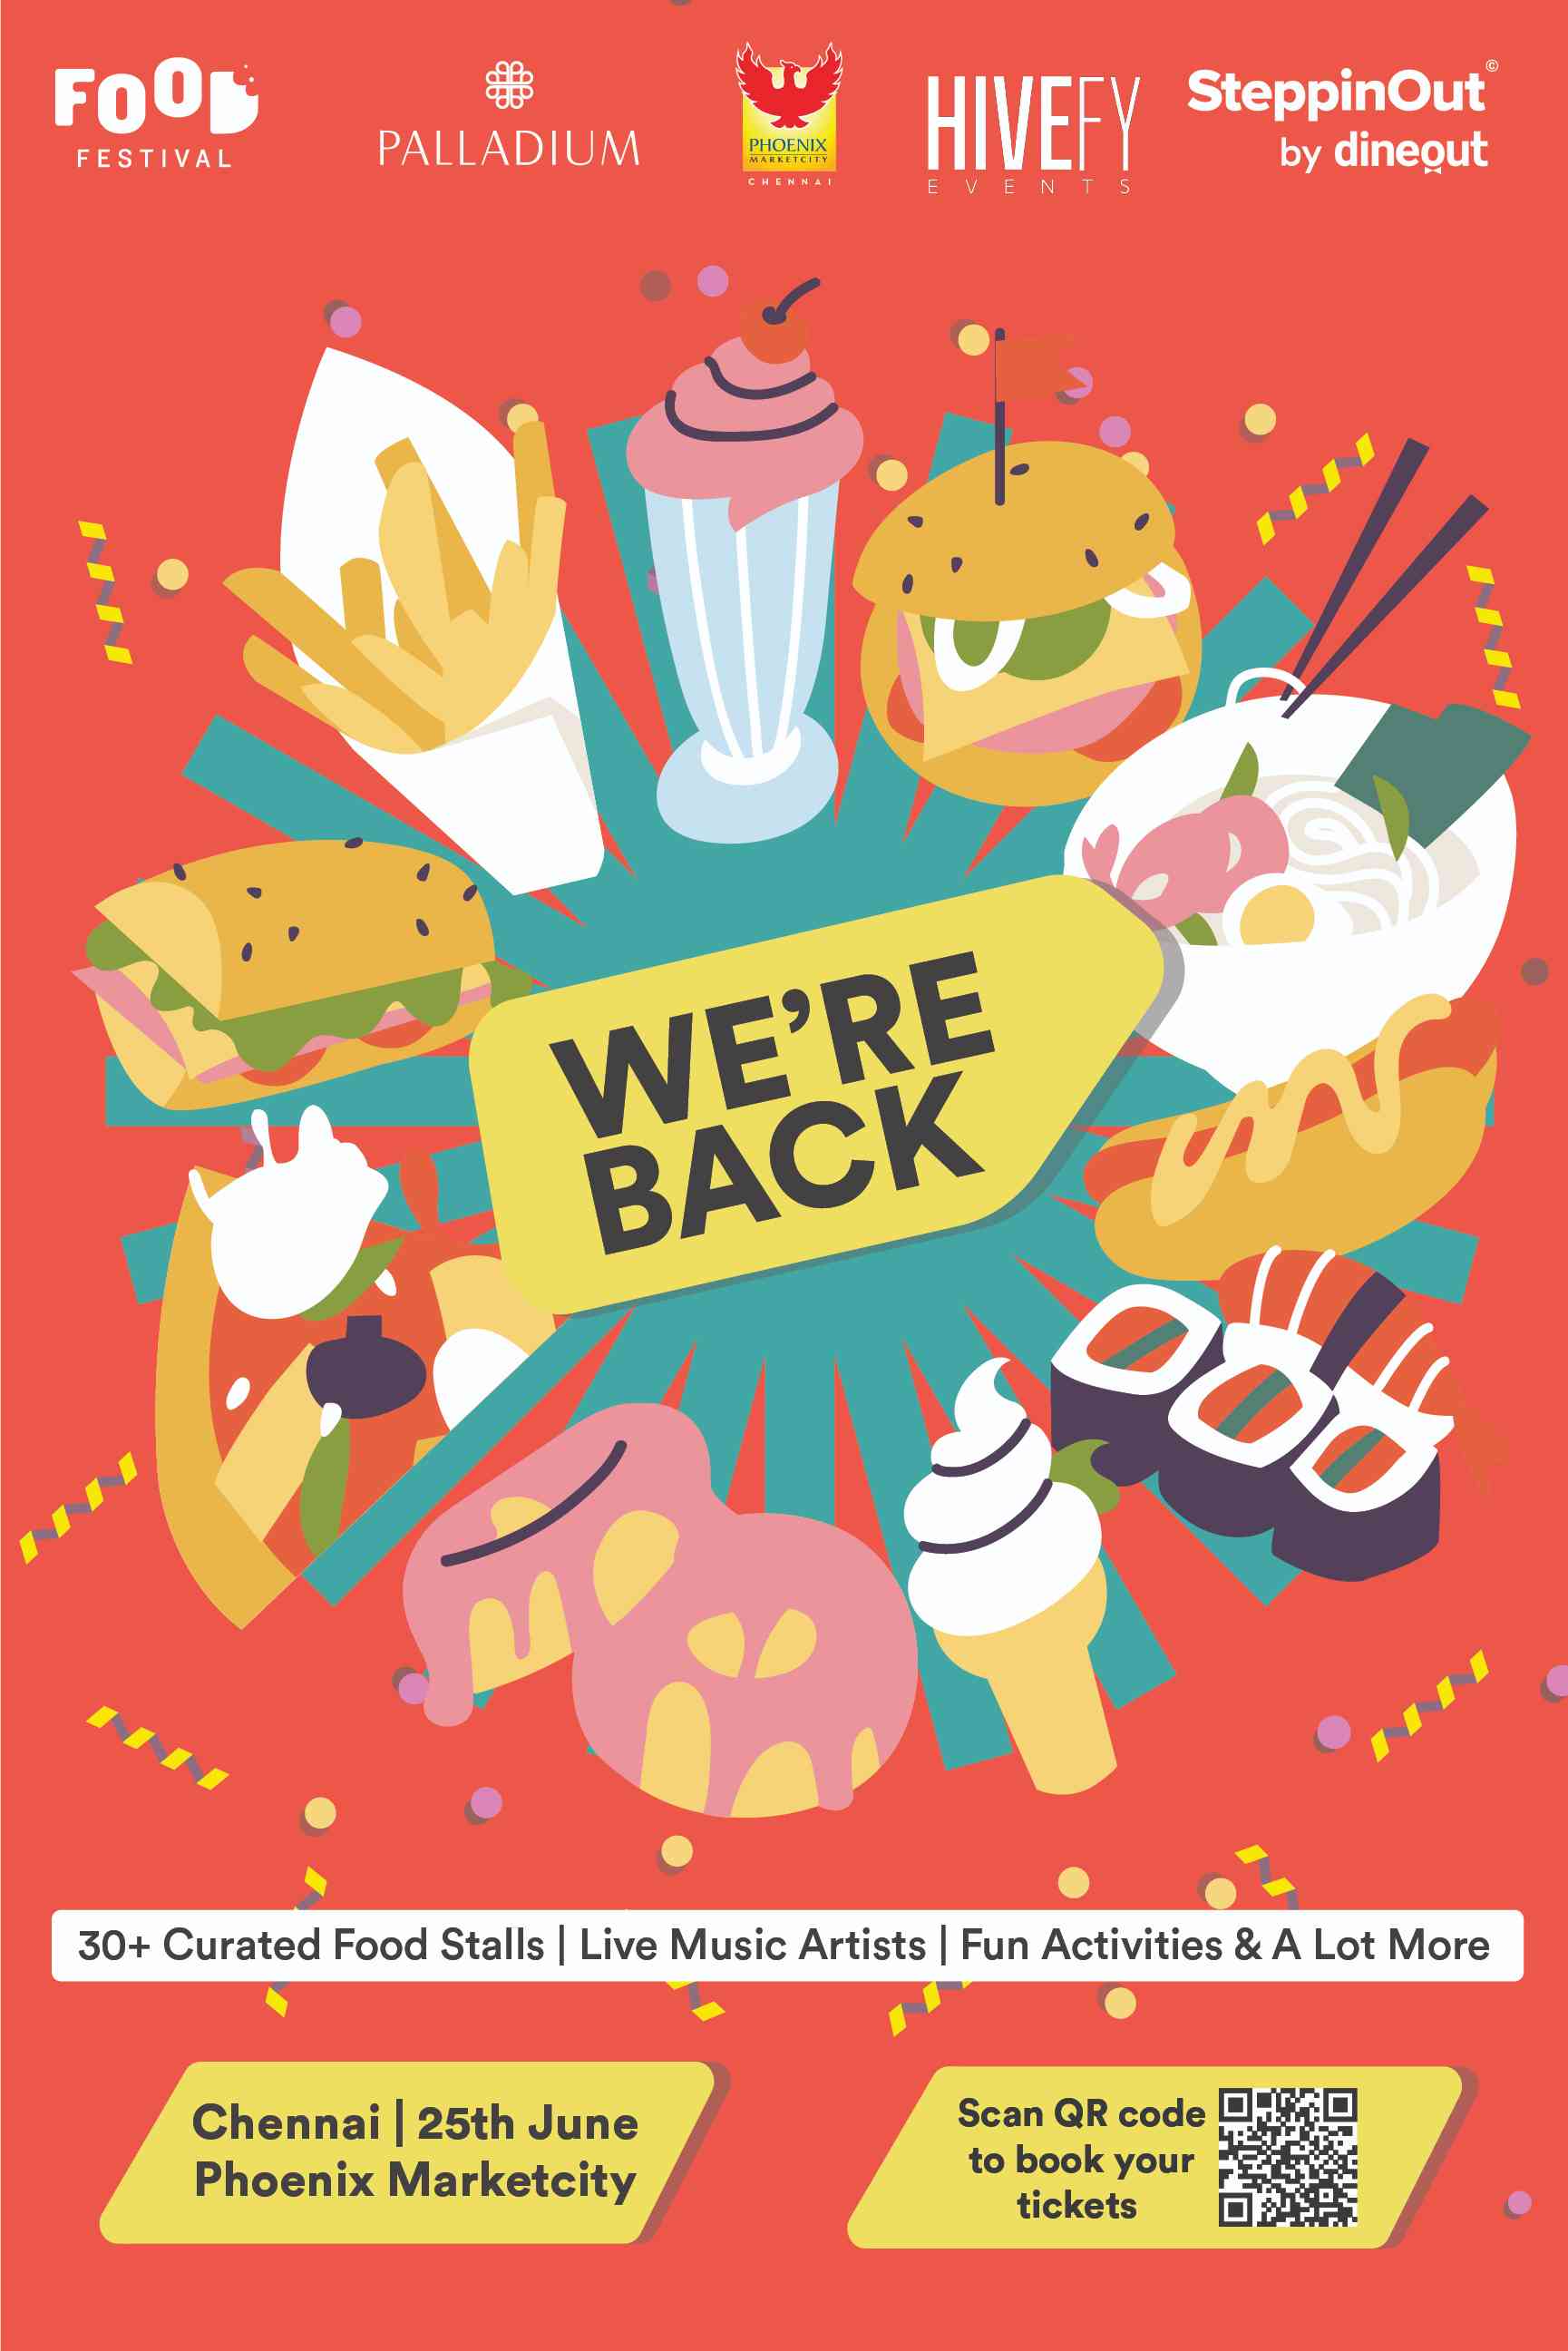 FOOD
FESTIVAL
PALLADIUM
PHOENIX
MARKETCITY
CHENNAI
HIVEFY
EVENTS
SteppinOut©
by dineout
WE’RE
BACK
30+ Curated Food Stalls | Live Music Artists | Fun Activities & A Lot More
Chennai | 25th June
Phoenix Marketcity
Scan QR code
to book your
tickets